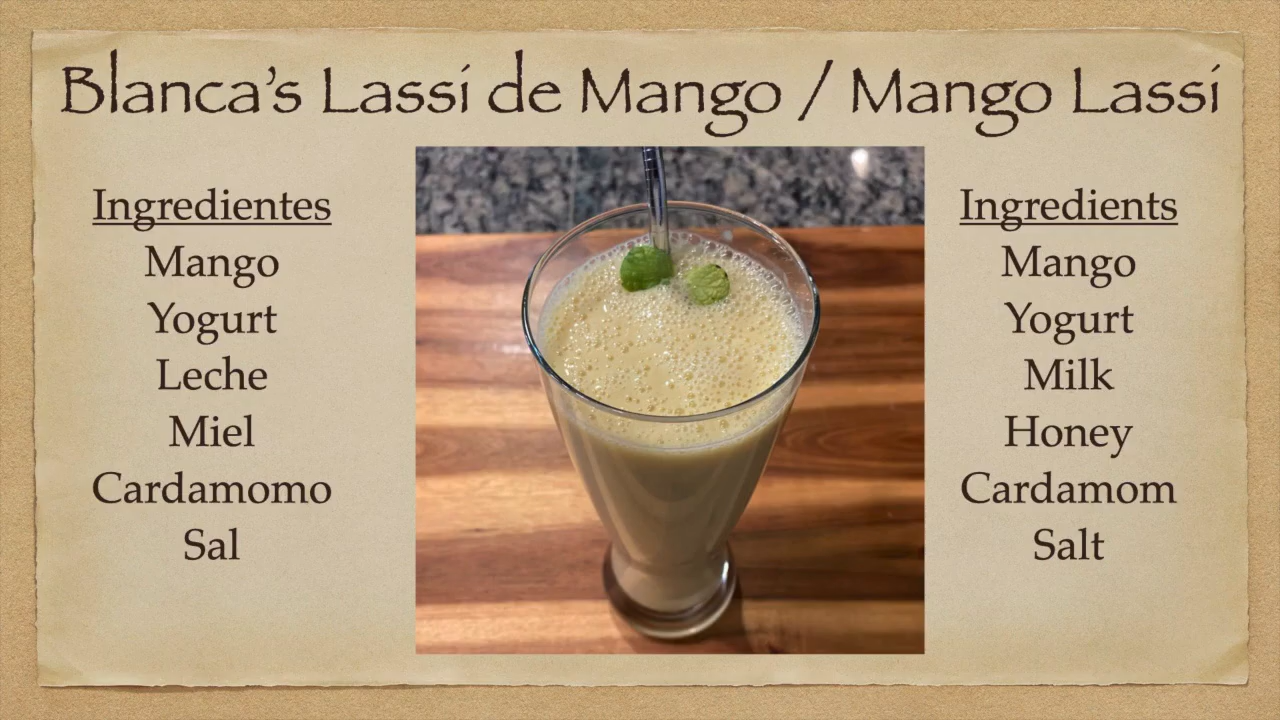 Blanca’s Lassi de Mango / Mango Lassi
Ingredientes
Mango
Yogurt
Leche
Miel
Cardamomo
Sal
Ingredients
Mango
Yogurt
Milk
Honey
Cardamom
Salt